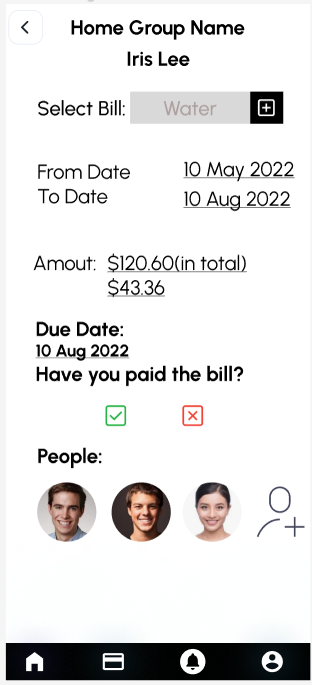 Home Group Name
Iris Lee
Select Bill: Water
From Date 10 May 2022
To Date 10 Aug 2022
Amout: $120.60(in total)
$43.36
Due Date:
10 Aug 2022
Have you paid the bill?
People: